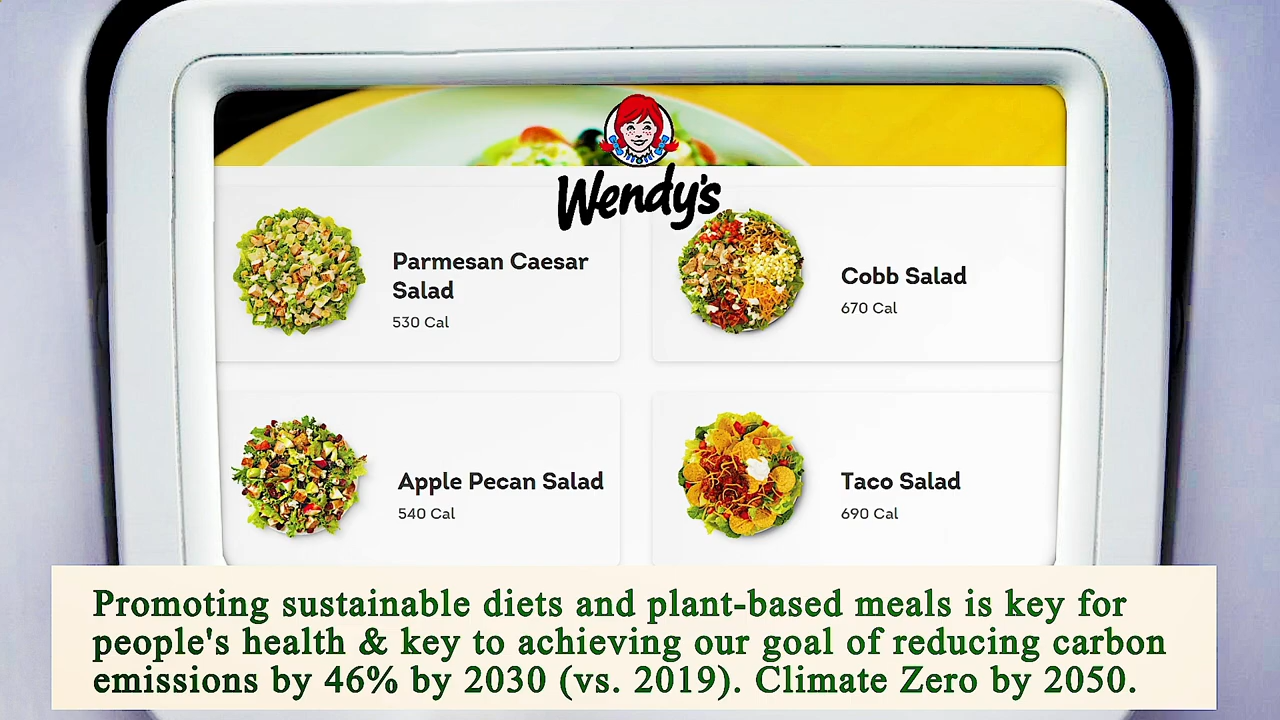 Wendy's
Parmesan Caesar
Salad
530 Cal
Cobb Salad
670 Cal
Apple Pecan Salad
540 Cal
Taco Salad
690 Cal
Promoting sustainable diets and plant-based meals is key for
people's health & key to achieving our goal of reducing carbon
emissions by 46% by 2030 (vs. 2019). Climate Zero by 2050.